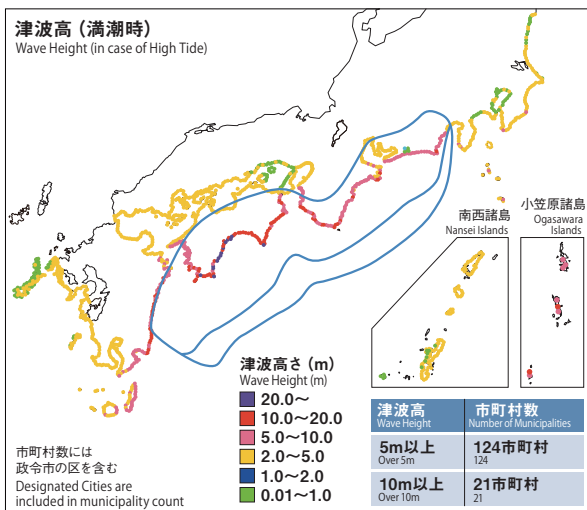 津波高（満潮時）
Wave Height (in case of High Tide)
南西諸島
Nansei Islands
小笠原諸島
Ogasawara
Islands
津波高さ（m）
Wave Height (m)
20.0～
10.0～20.0
5.0～10.0
2.0～5.0
1.0～2.0
0.01～1.0
市町村数には
政令市の区を含む
Designated Cities are
included in municipality count
津波高 市町村数
Wave Height Number of Municipalities
5m以上 124市町村
Over 5m 124
10m以上 21市町村
Over 10m 21